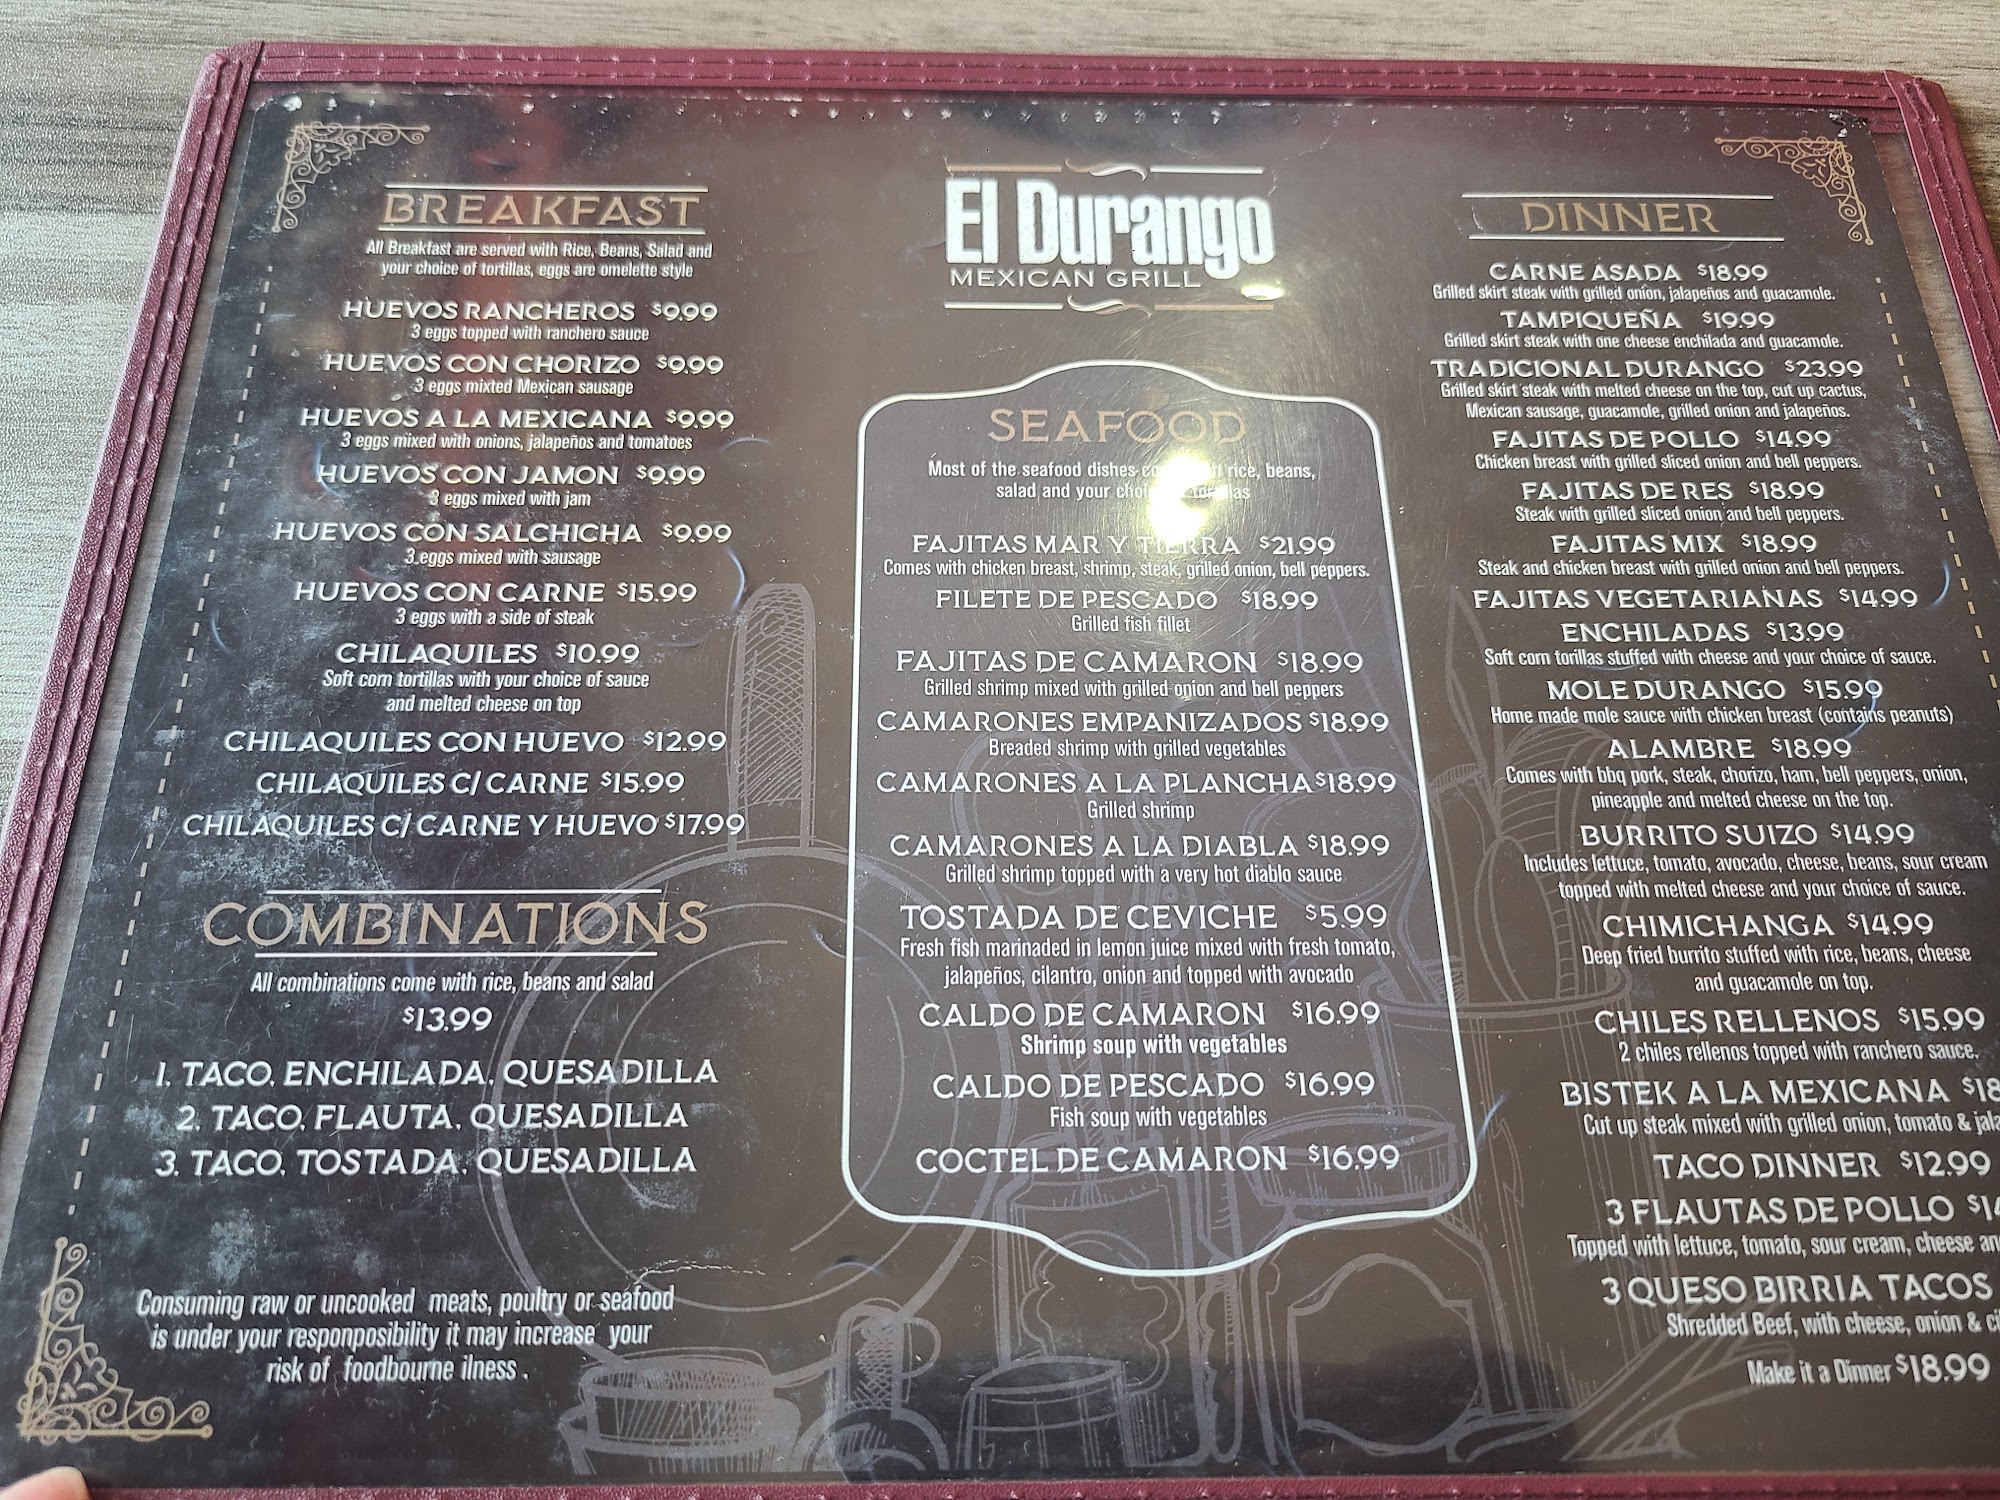 BREAKFAST
All Breakfast are served with Rice, Beans, Salad and
your choice of tortillas, eggs are omelette style
HUEVOS RANCHEROS $9.99
3 eggs topped with ranchero sauce
HUEVOS CON CHORIZO $9.99
3 eggs mixted Mexican sausage
HUEVOS A LA MEXICANA $9.99
3 eggs mixed with onions, jalapeños and tomatoes
HUEVOS CON JAMON $9.99
3 eggs mixed with jam
HUEVOS CON SALCHICHA $9.99
3 eggs mixed with sausage
HUEVOS CON CARNE $15.99
3 eggs with a side of steak
CHILAQUILES $10.99
Soft corn tortillas with your choice of sauce
and melted cheese on top
CHILAQUILES CON HUEVO $12.99
CHILAQUILES C/ CARNE $15.99
CHILAQUILES C/ CARNE Y HUEVO $17.99
COMBINATIONS
All combinations come with rice, beans and salad
$13.99
1. TACO, ENCHILADA, QUESADILLA
2. TACO, FLAUTA, QUESADILLA
3. TACO, TOSTADA, QUESADILLA
Consuming raw or uncooked meats, poultry or seafood
is under your responposibility it may increase your
risk of foodbourne ilness .
El Durango
MEXICAN GRILL
SEAFOOD
Most of the seafood dishes rice, beans,
salad and your
FAJITAS MAR Y TIERRA $21.99
Comes with chicken breast, shrimp, steak, grilled onion, bell peppers.
FILETE DE PESCADO $18.99
Grilled fish fillet
FAJITAS DE CAMARON $18.99
Grilled shrimp mixed with grilled onion and bell peppers
CAMARONES EMPANIZADOS $18.99
Breaded shrimp with grilled vegetables
CAMARONES A LA PLANCHA $18.99
Grilled shrimp
CAMARONES A LA DIABLA $18.99
Grilled shrimp topped with a very hot diablo sauce
TOSTADA DE CEVICHE $5.99
Fresh fish marinaded in lemon juice mixed with fresh tomato,
jalapeños, cilantro, onion and topped with avocado
CALDO DE CAMARON $16.99
Shrimp soup with vegetables
CALDO DE PESCADO $16.99
Fish soup with vegetables
COCTEL DE CAMARON $16.99
DINNER
CARNE ASADA $18.99
Grilled skirt steak with grilled onion, jalapeños and guacamole.
TAMPIQUEÑA $19.99
Grilled skirt steak with one cheese enchilada and guacamole.
TRADICIONAL DURANGO $23.99
Grilled skirt steak with melted cheese on the top, cut up cactus,
Mexican sausage, guacamole, grilled onion and jalapeños.
FAJITAS DE POLLO $14.99
Chicken breast with grilled sliced onion and bell peppers.
FAJITAS DE RES $18.99
Steak with grilled sliced onion and bell peppers.
FAJITAS MIX $18.99
Steak and chicken breast with grilled onion and bell peppers.
FAJITAS VEGETARIANAS $14.99
ENCHILADAS $13.99
Soft corn torillas stuffed with cheese and your choice of sauce.
MOLE DURANGO $15.99
Home made mole sauce with chicken breast (contains peanuts)
ALAMBRE $18.99
Comes with bbq pork, steak, chorizo, ham, bell peppers, onion,
pineapple and melted cheese on the top.
BURRITO SUIZO $14.99
Includes lettuce, tomato, avocado, cheese, beans, sour cream
topped with melted cheese and your choice of sauce.
CHIMICHANGA $14.99
Deep fried burrito stuffed with rice, beans, cheese
and guacamole on top.
CHILES RELLENOS $15.99
2 chiles rellenos topped with ranchero sauce.
BISTEK A LA MEXICANA $18
Cut up steak mixed with grilled onion, tomato & jala
TACO DINNER $12.99
3 FLAUTAS DE POLLO $14
Topped with lettuce, tomato, sour cream, cheese an
3 QUESO BIRRIA TACOS
Shredded Beef, with cheese, onion & ci
Make it a Dinner $18.99